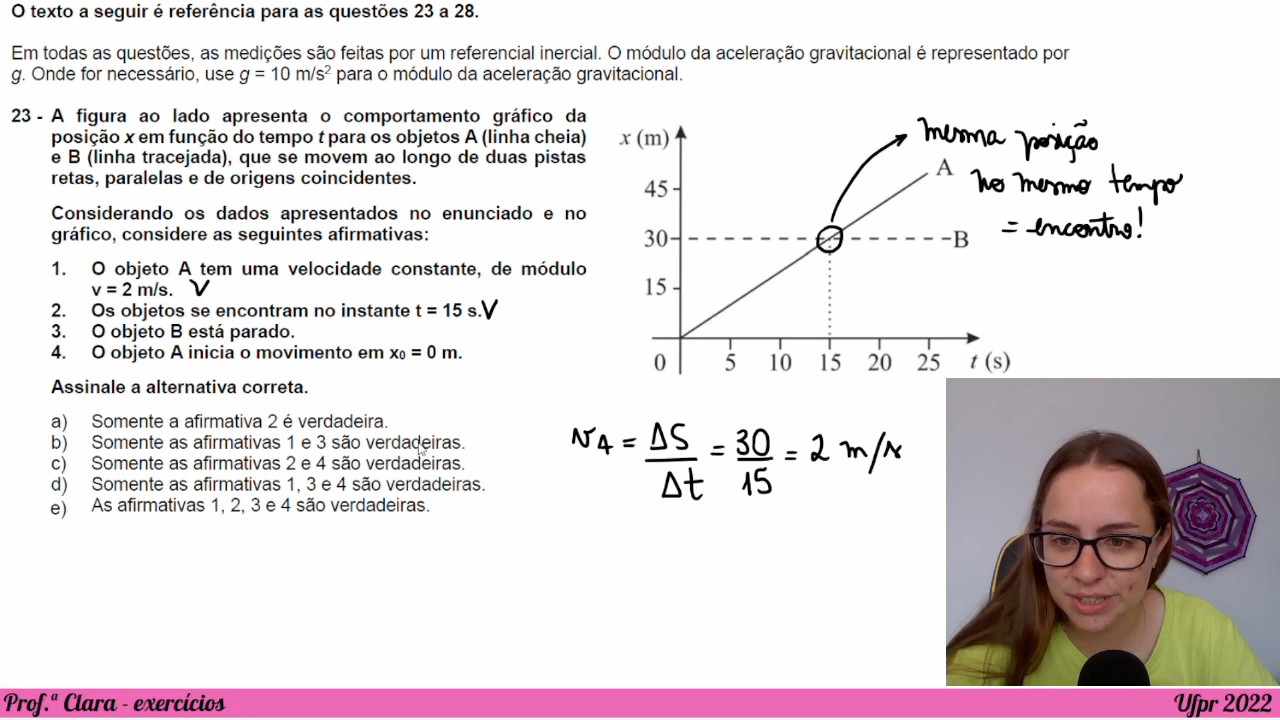 O texto a seguir é referência para as questões 23 a 28.
Em todas as questões, as medições são feitas por um referencial inercial. O módulo da aceleração gravitacional é representado por
g. Onde for necessário, use g = 10 m/s² para o módulo da aceleração gravitacional.
23 - A figura ao lado apresenta o comportamento gráfico da
posição x em função do tempo t para os objetos A (linha cheia)
e B (linha tracejada), que se movem ao longo de duas pistas
retas, paralelas e de origens coincidentes.
Considerando os dados apresentados no enunciado e no
gráfico, considere as seguintes afirmativas:
1. O objeto A tem uma velocidade constante, de módulo
v = 2 m/s. V
2. Os objetos se encontram no instante t = 15 s. V
3. O objeto B está parado.
4. O objeto A inicia o movimento em x₀ = 0 m.
Assinale a alternativa correta.
a) Somente a afirmativa 2 é verdadeira.
b) Somente as afirmativas 1 e 3 são verdadeiras.
c) Somente as afirmativas 2 e 4 são verdadeiras.
d) Somente as afirmativas 1, 3 e 4 são verdadeiras.
e) As afirmativas 1, 2, 3 e 4 são verdadeiras.
x (m)
45
30
15
0 5 10 15 20 25 t (s)
A
B
mesma posição
no mesmo tempo
= encontro!
v A = ΔS / Δt = 30 / 15 = 2 m/s
Prof.ª Clara - exercícios
Ufpr 2022